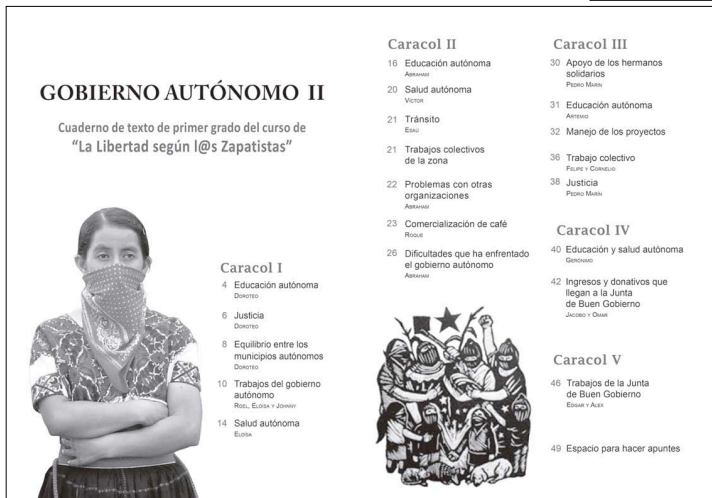 GOBIERNO AUTÓNOMO II
Cuaderno de texto de primer grado del curso de
“La Libertad según l@s Zapatistas”
Caracol I
4 Educación autónoma
DOROTEO
6 Justicia
DOROTEO
8 Equilibrio entre los
municipios autónomos
DOROTEO
10 Trabajos del gobierno
autónomo
ROEL, ELOÍSA Y JOHNNY
14 Salud autónoma
ELOÍSA
Caracol II
16 Educación autónoma
ABRAHAM
20 Salud autónoma
VÍCTOR
21 Tránsito
ESAÚ
21 Trabajos colectivos
de la zona
22 Problemas con otras
organizaciones
ABRAHAM
23 Comercialización de café
ROQUE
26 Dificultades que ha enfrentado
el gobierno autónomo
ABRAHAM
Caracol III
30 Apoyo de los hermanos
solidarios
PEDRO MARÍN
31 Educación autónoma
ARTEMIO
32 Manejo de los proyectos
36 Trabajo colectivo
FELIPE Y CORNELIO
38 Justicia
PEDRO MARÍN
Caracol IV
40 Educación y salud autónoma
GERÓNIMO
42 Ingresos y donativos que
llegan a la Junta
de Buen Gobierno
JACOBO Y OMAR
Caracol V
46 Trabajos de la Junta
de Buen Gobierno
EDGAR Y ALEX
49 Espacio para hacer apuntes